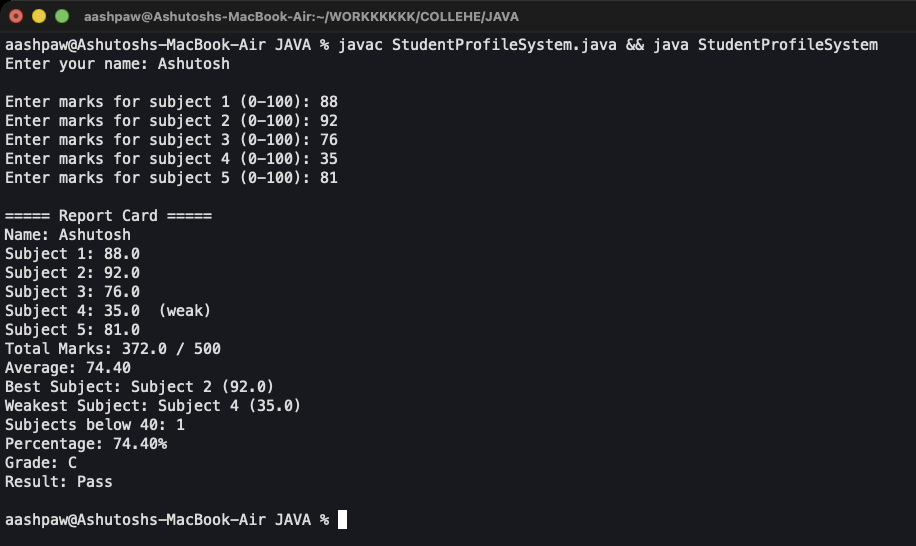 aashpaw@Ashutoshs-MacBook-Air:~/WORKKKKKK/COLLEHE/JAVA
aashpaw@Ashutoshs-MacBook-Air JAVA % javac StudentProfileSystem.java && java StudentProfileSystem
Enter your name: Ashutosh
Enter marks for subject 1 (0-100): 88
Enter marks for subject 2 (0-100): 92
Enter marks for subject 3 (0-100): 76
Enter marks for subject 4 (0-100): 35
Enter marks for subject 5 (0-100): 81
===== Report Card =====
Name: Ashutosh
Subject 1: 88.0
Subject 2: 92.0
Subject 3: 76.0
Subject 4: 35.0  (weak)
Subject 5: 81.0
Total Marks: 372.0 / 500
Average: 74.40
Best Subject: Subject 2 (92.0)
Weakest Subject: Subject 4 (35.0)
Subjects below 40: 1
Percentage: 74.40%
Grade: C
Result: Pass
aashpaw@Ashutoshs-MacBook-Air JAVA %